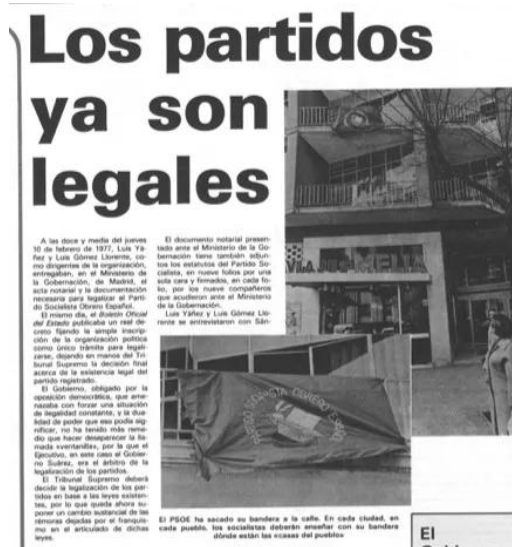 Los partidos
ya son
legales
A las doce y media del jueves
10 de febrero de 1977, Luis Yá-
ñez y Luis Gómez Llorente, co-
mo dirigentes de la organización,
entregaban, en el Ministerio de
la Gobernación, de Madrid, el
acta notarial y la documentación
necesaria para legalizar el Parti-
do Socialista Obrero Español.
El mismo día, el Boletín Oficial
del Estado publicaba un real de-
creto fijando la simple inscrip-
ción de la organización política
como único trámite para legali-
zarse, dejando en manos del Tri-
bunal Supremo la decisión final
acerca de la existencia legal del
partido registrado.
El Gobierno, obligado por la
oposición democrática, que ame-
nazaba con forzar una situación
de ilegalidad constante, y la dua-
lidad de poder que eso podía sig-
nificar, no ha tenido más reme-
dio que hacer desaparecer la lla-
mada «ventanilla», por la que el
Ejecutivo, en este caso el Gobier-
no Suárez, era el árbitro de la
legalización de los partidos.
El Tribunal Supremo deberá
decidir la legalización de los par-
tidos en base a las leyes existen-
tes, por lo que queda ahora su-
poner un cambio sustancial de las
rémoras dejadas por el franquis-
mo en el articulado de dichas
leyes.
El documento notarial presen-
tado ante el Ministerio de la Go-
bernación tiene también adjun-
tos los estatutos del Partido So-
cialista, en nueve folios por una
sola cara y firmados, en cada fo-
lio, por los nueve compañeros
que acudieron ante el Ministerio
de la Gobernación.
Luis Yáñez y Luis Gómez Llo-
rente se entrevistaron con Sán-
VIAJES MELIA
El PSOE ha sacado su bandera a la calle. En cada ciudad, en
cada pueblo, los socialistas deberán enseñar con su bandera
dónde están las «casas del pueblo»
El